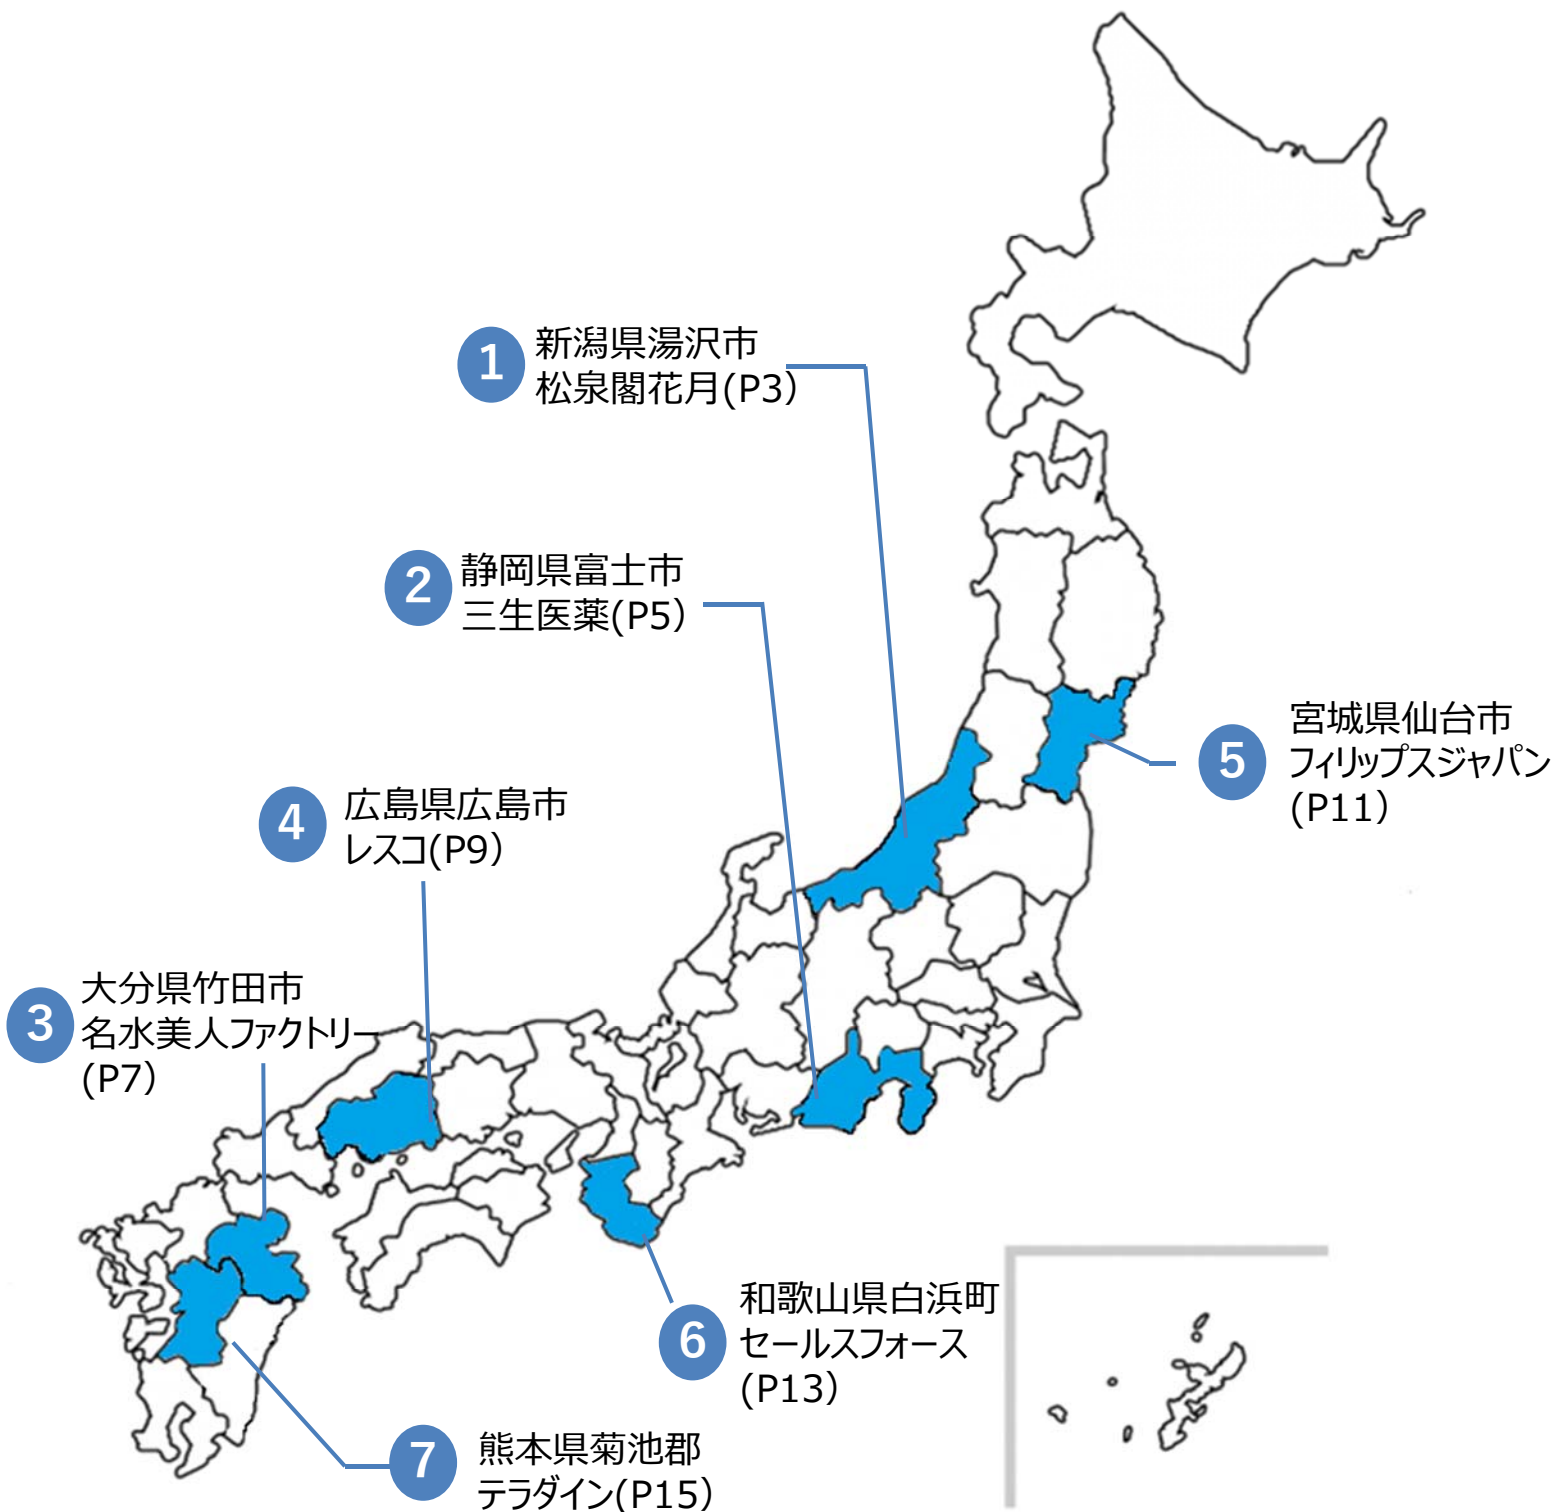 1
新潟県湯沢市
松泉閣花月(P3)
2
静岡県富士市
三生医薬(P5)
5
宮城県仙台市
フィリップスジャパン
(P11)
4
広島県広島市
レスコ(P9)
3
大分県竹田市
名水美人ファクトリー
(P7)
6
和歌山県白浜町
セールスフォース
(P13)
7
熊本県菊池郡
テラダイン(P15)